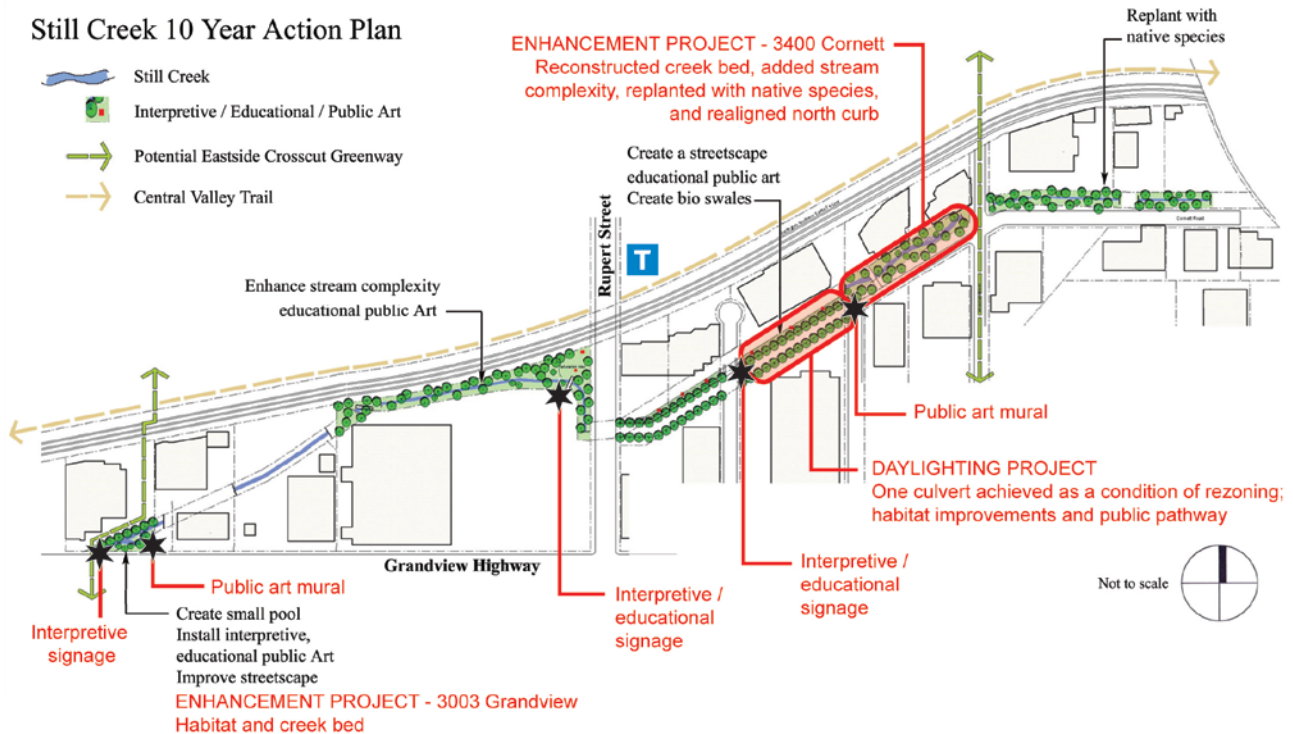 Still Creek 10 Year Action Plan
Still Creek
Interpretive / Educational / Public Art
Potential Eastside Crosscut Greenway
Central Valley Trail
ENHANCEMENT PROJECT - 3400 Cornett
Reconstructed creek bed, added stream
complexity, replanted with native species,
and realigned north curb
Replant with
native species
Create a streetscape
educational public art
Create bio swales
Rupert Street
T
Cornett Road
Enhance stream complexity
educational public Art
Public art mural
DAYLIGHTING PROJECT
One culvert achieved as a condition of rezoning;
habitat improvements and public pathway
Interpretive /
educational
signage
Interpretive /
educational
signage
Grandview Highway
Not to scale
Public art mural
Interpretive
signage
Create small pool
Install interpretive,
educational public Art
Improve streetscape
ENHANCEMENT PROJECT - 3003 Grandview
Habitat and creek bed